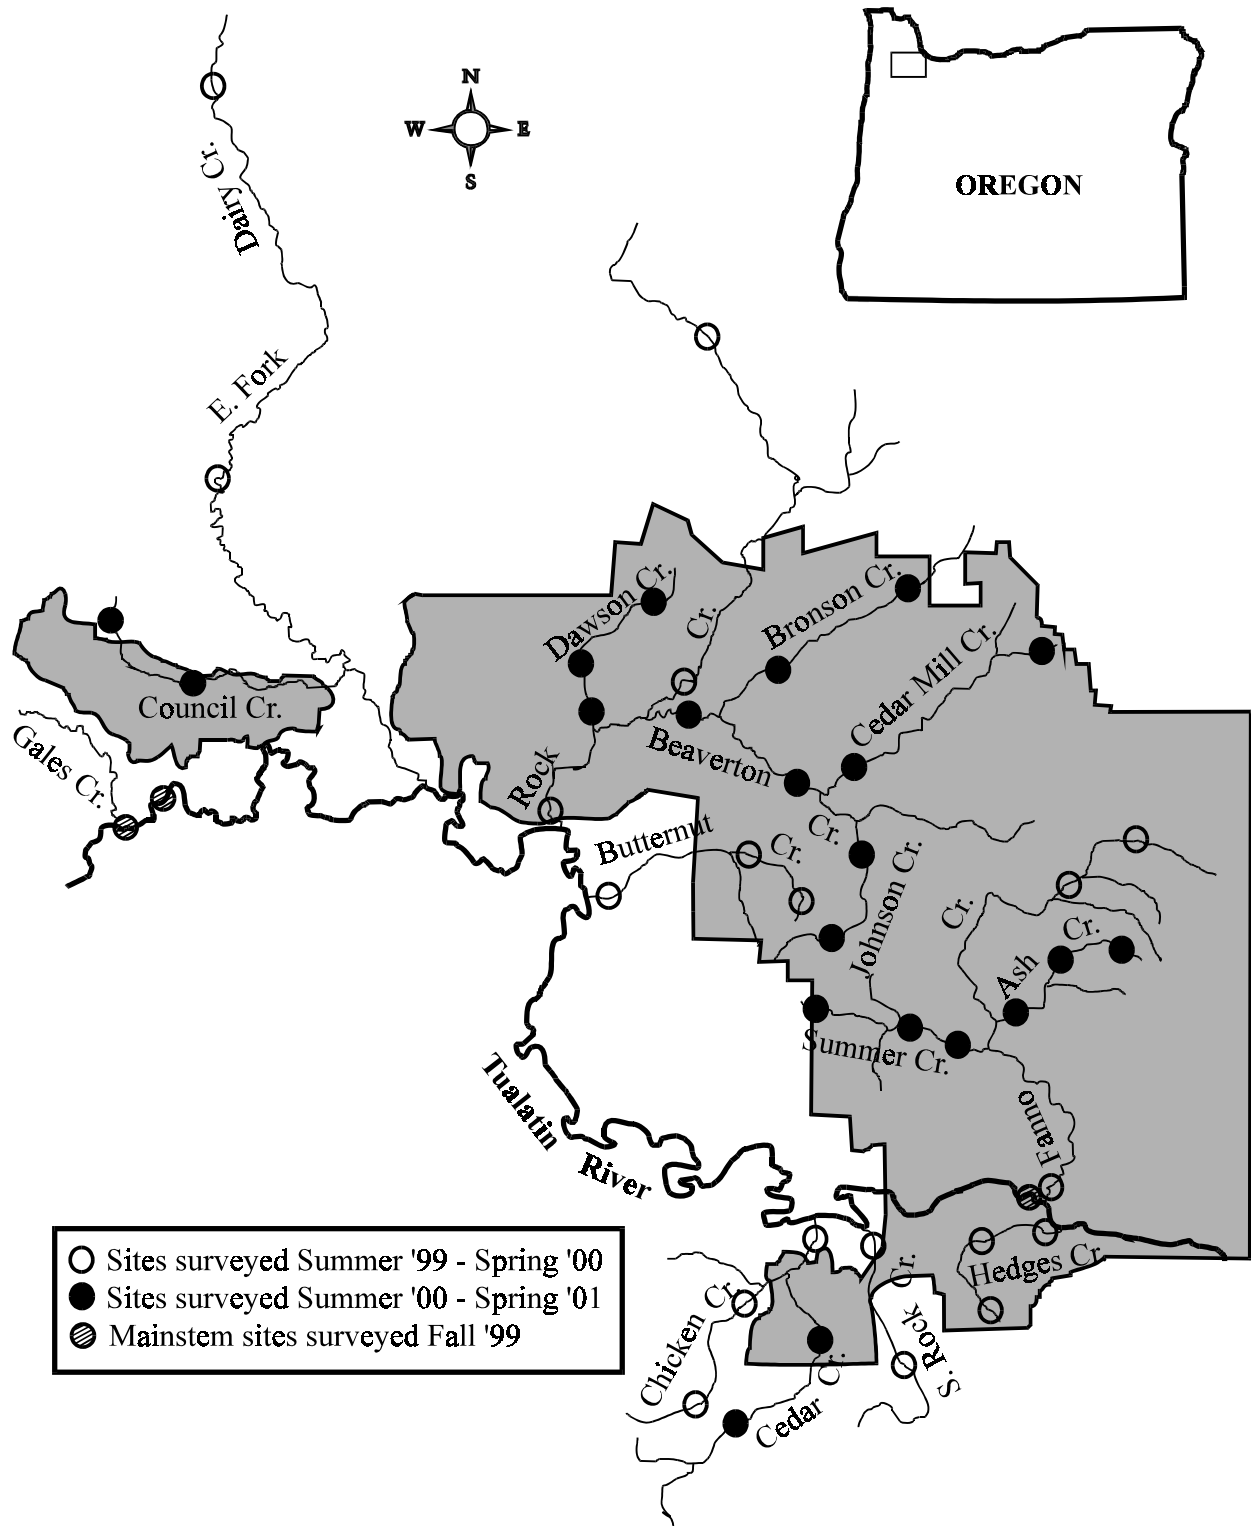 N
W E
S
OREGON
Dairy Cr.
E. Fork
Dawson Cr.
Cr.
Bronson Cr.
Cedar Mill Cr.
Council Cr.
Gales Cr.
Rock
Beaverton
Cr.
Butternut
Cr.
Johnson Cr.
Cr.
Ash
Cr.
Summer Cr.
Tualatin
River
Fanno
Hedges Cr.
Cr.
S. Rock
Chicken Cr.
Cedar Cr.
Sites surveyed Summer '99 - Spring '00
Sites surveyed Summer '00 - Spring '01
Mainstem sites surveyed Fall '99